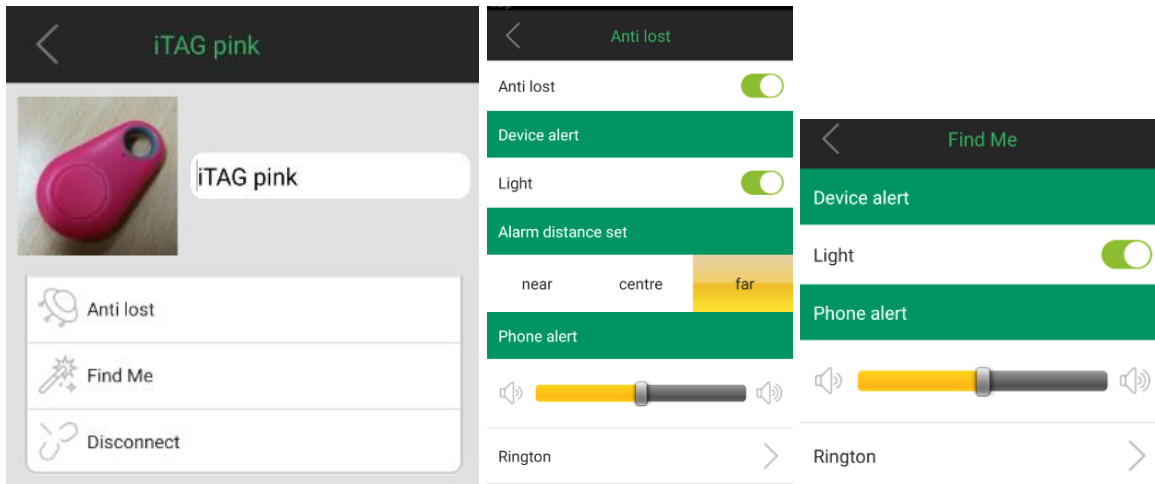 iTAG pink
iTAG pink
Anti lost
Find Me
Disconnect
Anti lost
Anti lost
Device alert
Light
Alarm distance set
near centre far
Phone alert
Rington
Find Me
Device alert
Light
Phone alert
Rington